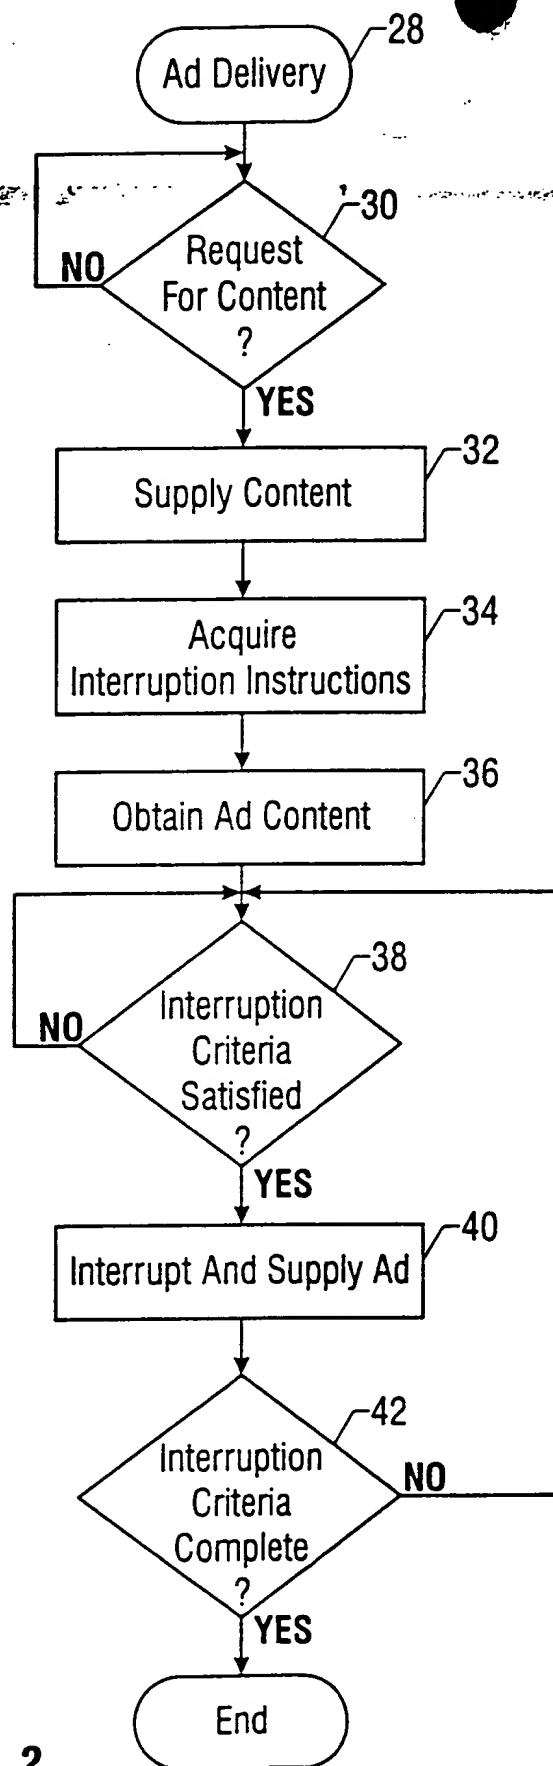 Ad Delivery
28
30
Request
For Content
?
NO
YES
32
Supply Content
34
Acquire
Interruption Instructions
36
Obtain Ad Content
38
Interruption
Criteria
Satisfied
?
NO
YES
40
Interrupt And Supply Ad
42
Interruption
Criteria
Complete
?
NO
YES
End
2